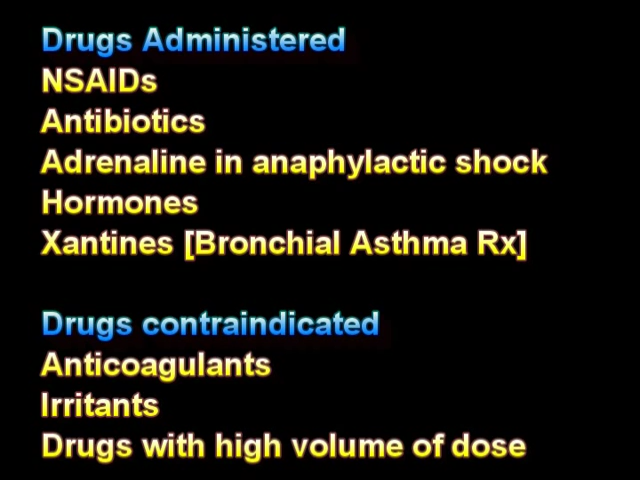 Drugs Administered
NSAIDs
Antibiotics
Adrenaline in anaphylactic shock
Hormones
Xantines [Bronchial Asthma Rx]
Drugs contraindicated
Anticoagulants
Irritants
Drugs with high volume of dose